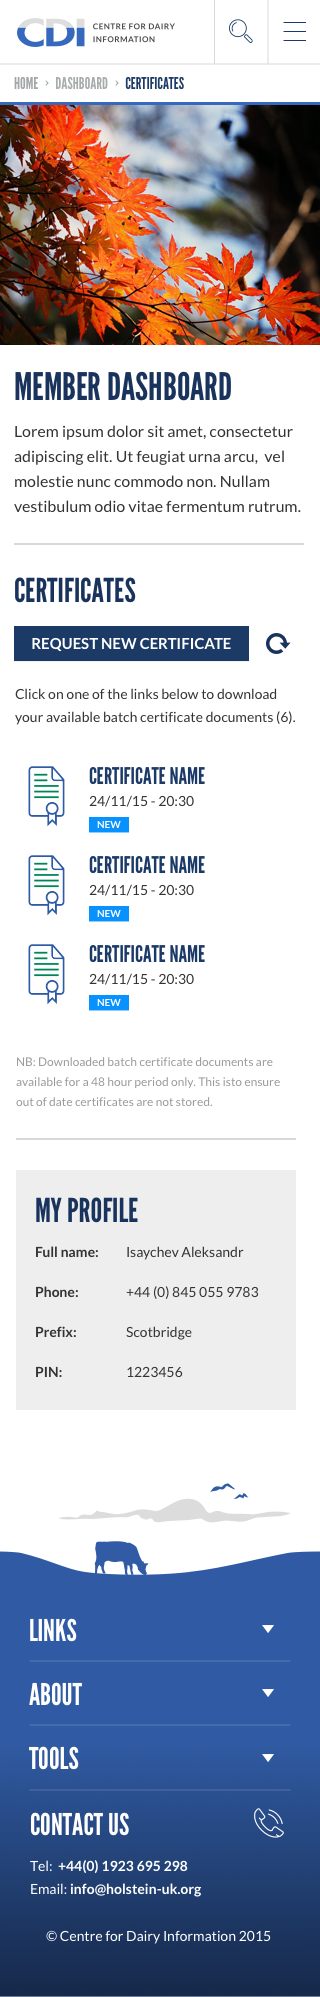 CDI CENTRE FOR DAIRY
INFORMATION
HOME › DASHBOARD › CERTIFICATES
MEMBER DASHBOARD
Lorem ipsum dolor sit amet, consectetur
adipiscing elit. Ut feugiat urna arcu, vel
molestie nunc commodo non. Nullam
vestibulum odio vitae fermentum rutrum.
CERTIFICATES
REQUEST NEW CERTIFICATE
Click on one of the links below to download
your available batch certificate documents (6).
CERTIFICATE NAME
24/11/15 - 20:30
NEW
CERTIFICATE NAME
24/11/15 - 20:30
NEW
CERTIFICATE NAME
24/11/15 - 20:30
NEW
NB: Downloaded batch certificate documents are
available for a 48 hour period only. This isto ensure
out of date certificates are not stored.
MY PROFILE
Full name: Isaychev Aleksandr
Phone: +44 (0) 845 055 9783
Prefix: Scotbridge
PIN: 1223456
LINKS
ABOUT
TOOLS
CONTACT US
Tel: +44(0) 1923 695 298
Email: info@holstein-uk.org
© Centre for Dairy Information 2015